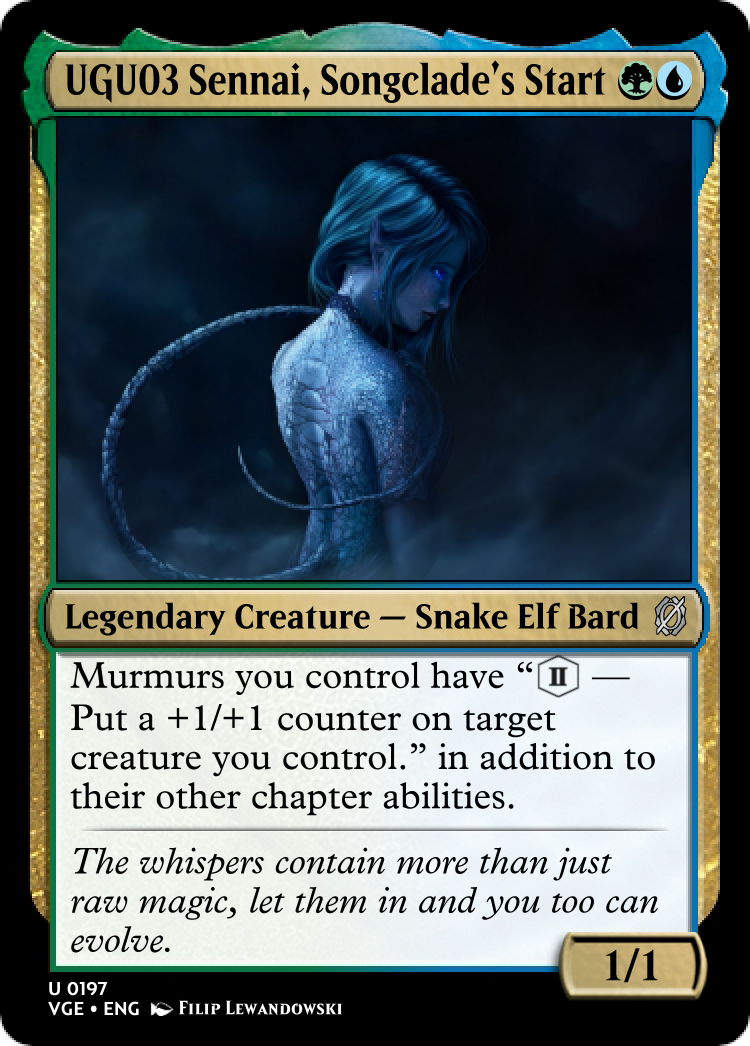 UGU03 Sennai, Songclade's Start
Legendary Creature — Snake Elf Bard
Murmurs you control have “II —
Put a +1/+1 counter on target
creature you control.” in addition to
their other chapter abilities.
The whispers contain more than just
raw magic, let them in and you too can
evolve.
1/1
U 0197
VGE • ENG Filip Lewandowski